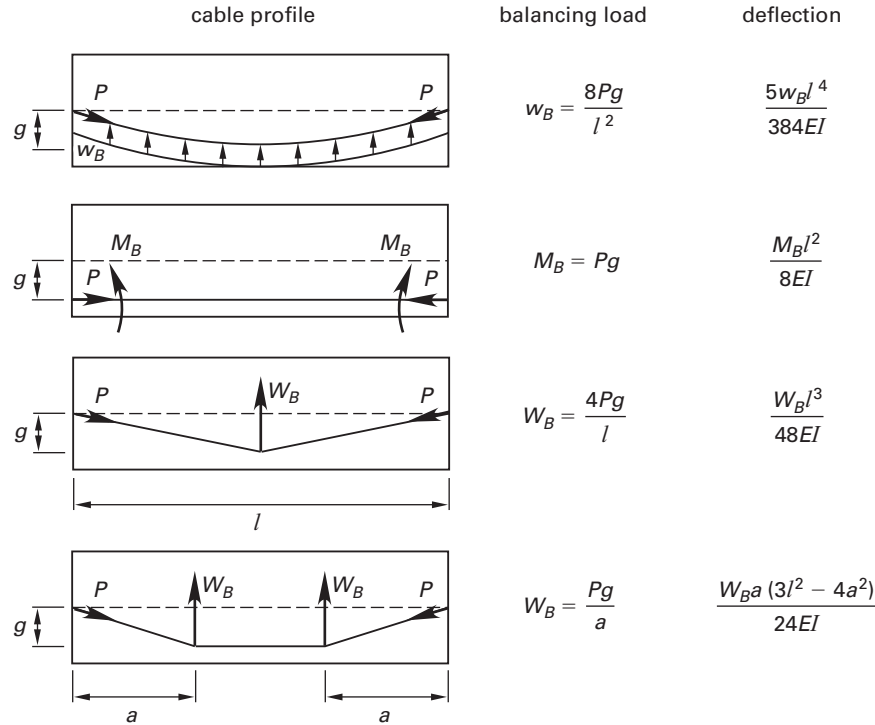 cable profile balancing load deflection
P P
g
w_B
w_B = 8Pg / l^2
5w_B l^4 / 384EI
M_B M_B
g P P
M_B = Pg
M_B l^2 / 8EI
P W_B P
g
W_B = 4Pg / l
W_B l^3 / 48EI
l
P W_B W_B P
g
W_B = Pg / a
W_B a (3l^2 − 4a^2) / 24EI
a a